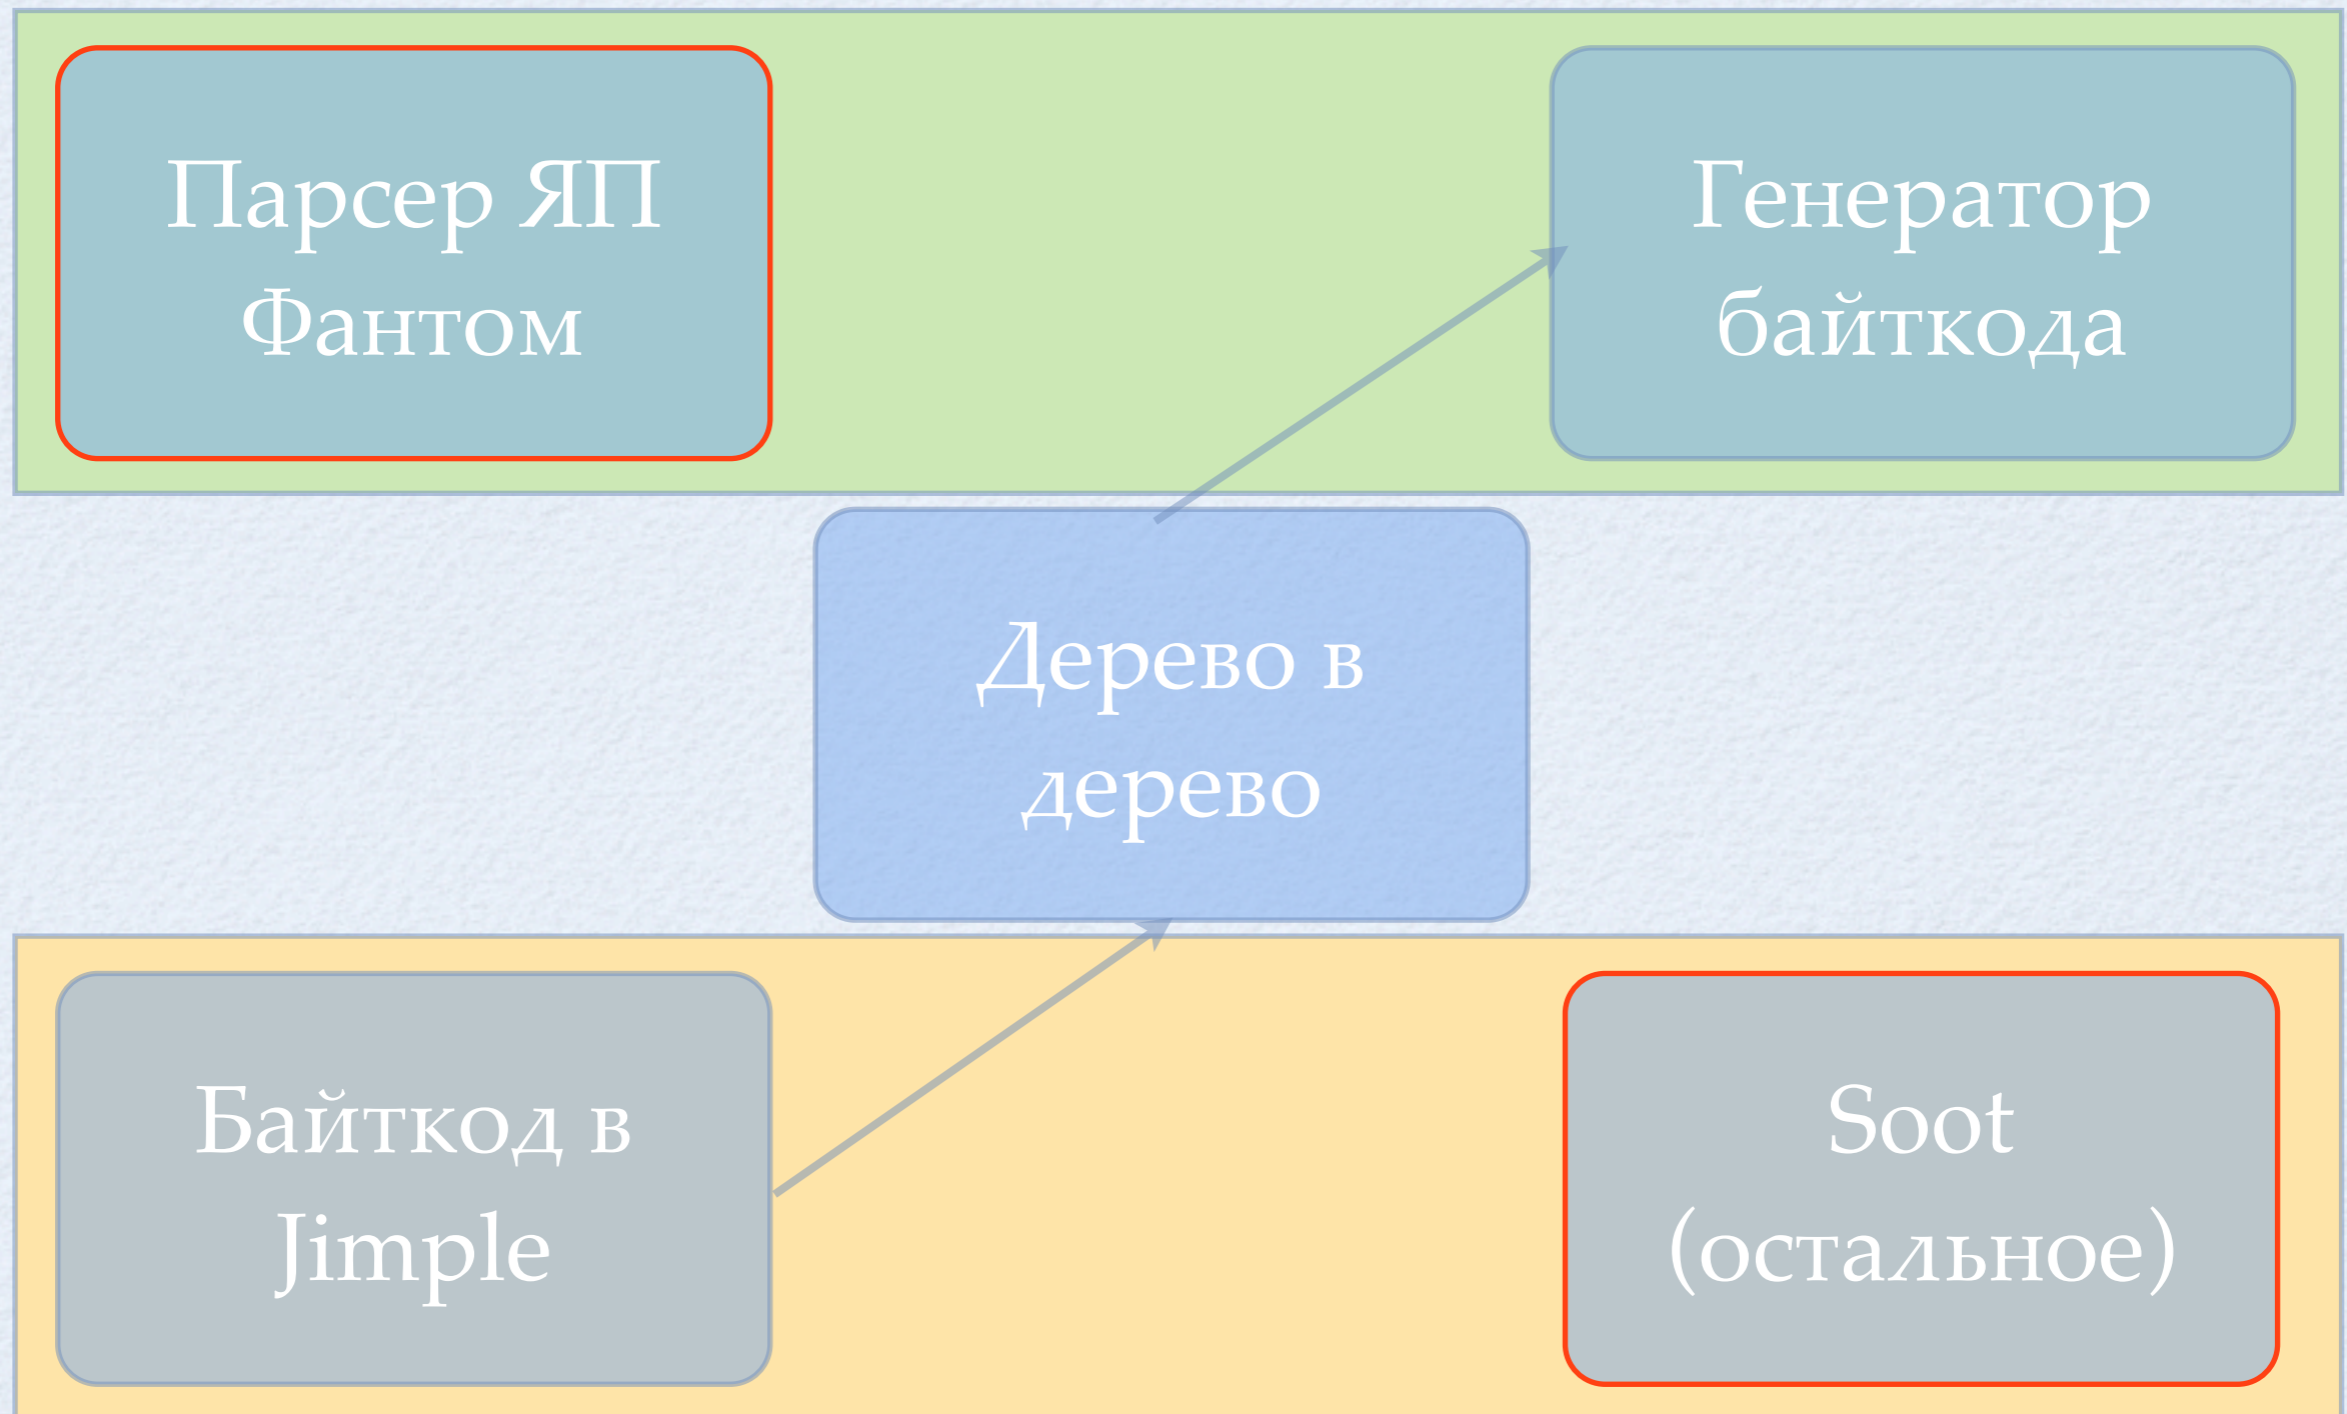 Парсер ЯП
Фантом
Генератор
байткода
Дерево в
дерево
Байткод в
Jimple
Soot
(остальное)